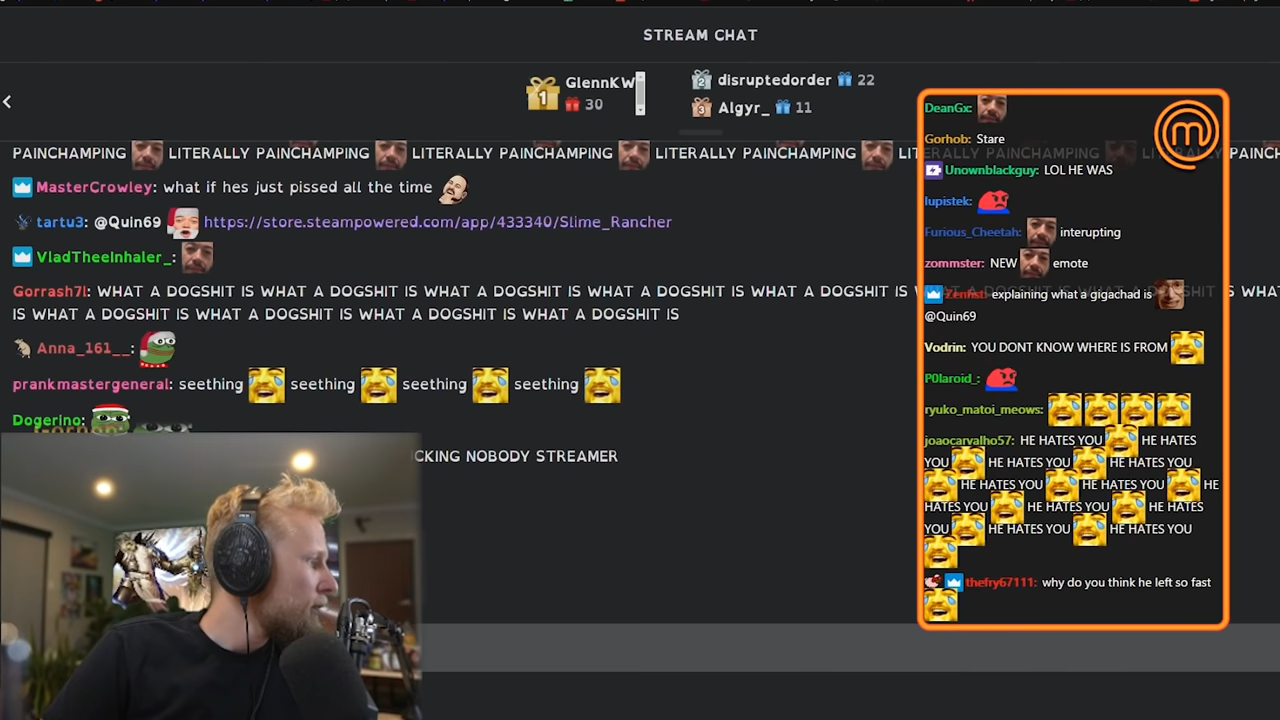 STREAM CHAT
1 GlennKW
30
2 disruptedorder 22
3 Algyr_ 11
PAINCHAMPING LITERALLY PAINCHAMPING LITERALLY PAINCHAMPING LITERALLY PAINCHAMPING
MasterCrowley: what if hes just pissed all the time
tartu3: @Quin69 https://store.steampowered.com/app/433340/Slime_Rancher
VladTheeInhaler_:
Gorrash7l: WHAT A DOGSHIT IS WHAT A DOGSHIT IS WHAT A DOGSHIT IS WHAT A DOGSHIT IS WHAT A DOGSHIT IS WHAT A DOGSHIT IS
IS WHAT A DOGSHIT IS WHAT A DOGSHIT IS WHAT A DOGSHIT IS WHAT A DOGSHIT IS
Anna_161__:
prankmastergeneral: seething seething seething seething
Dogerino:
CKING NOBODY STREAMER
DeanGx:
Gorhob: Stare
Unownblackguy: LOL HE WAS
lupistek:
Furious_Cheetah: interupting
zommster: NEW emote
explaining what a gigachad is
@Quin69
Vodrin: YOU DONT KNOW WHERE IS FROM
P0laroid_:
ryuko_matoi_meows:
joaocarvalho57: HE HATES YOU HE HATES
YOU HE HATES YOU HE HATES YOU
HE HATES YOU HE HATES YOU HE
HATES YOU HE HATES YOU HE HATES
YOU HE HATES YOU HE HATES YOU
thefry67111: why do you think he left so fast